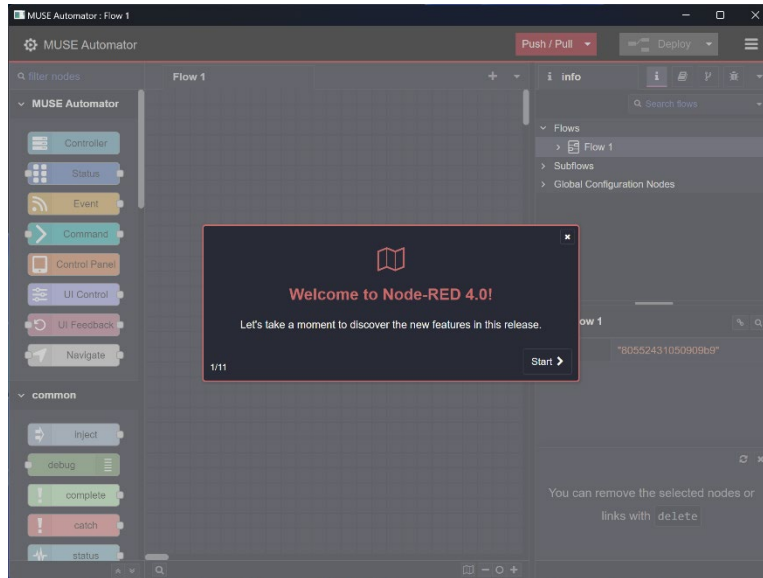 MUSE Automator : Flow 1
MUSE Automator
Push / Pull
Deploy
filter nodes
Flow 1
i info
i
Search flows
MUSE Automator
Controller
Status
Event
Command
Control Panel
UI Control
UI Feedback
Navigate
Flows
Flow 1
Subflows
Global Configuration Nodes
Welcome to Node-RED 4.0!
Let's take a moment to discover the new features in this release.
1/11
Start
ow 1
"80552431050909b9"
common
inject
debug
complete
catch
status
You can remove the selected nodes or
links with delete